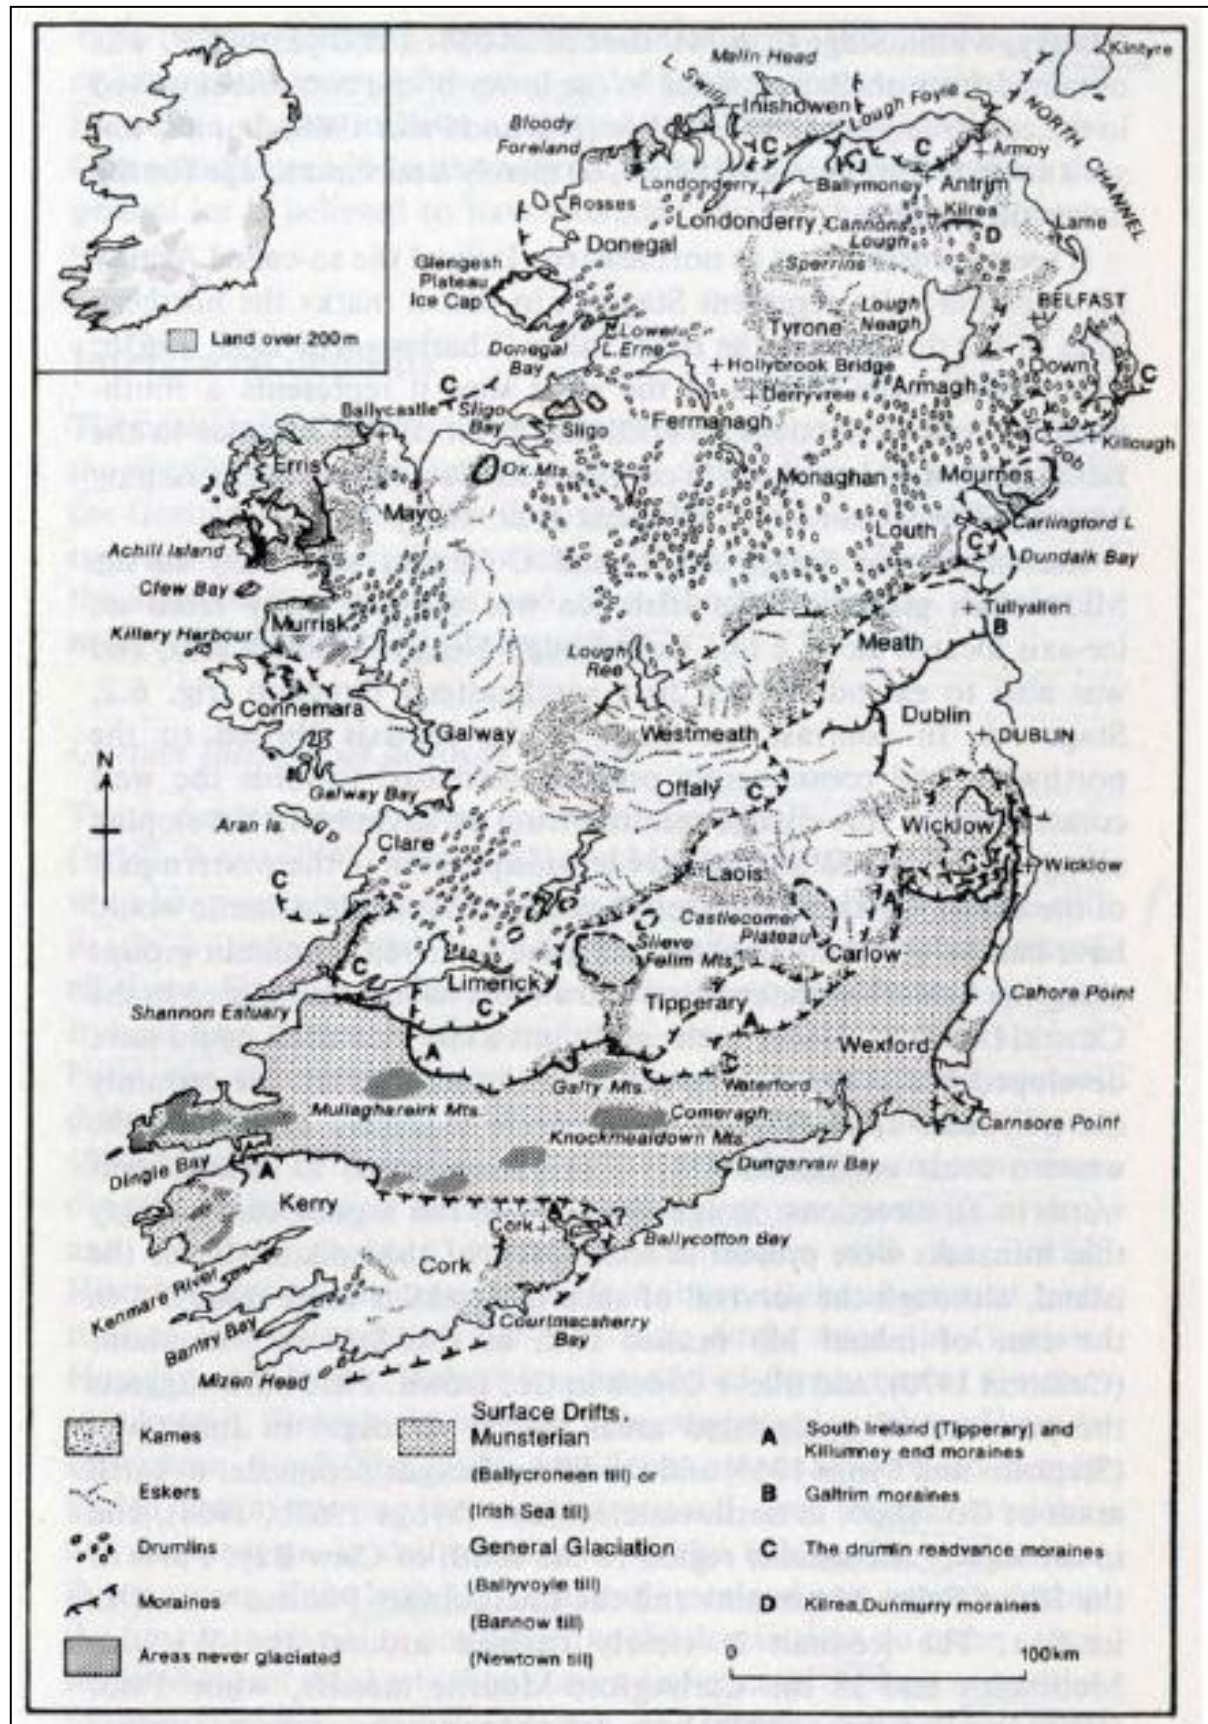 Malin Head
Kintyre
L. Swilly
Inishowen
Lough Foyle
NORTH CHANNEL
Bloody
Foreland
C
C
C
Armoy
Londonderry
Ballymoney
Antrim
Rosses
Londonderry
Cannons
Lough
Kilrea
D
Larne
Donegal
Glengesh
Plateau
Ice Cap
Sperrins
Lough
Neagh
BELFAST
Land over 200m
Lower
L.Erne
Tyrone
Donegal
Bay
Hollybrook Bridge
Down
C
C
Armagh
Derryvree
Ballycastle
Sligo
Bay
Sligo
Fermanagh
Killough
Erris
Ox. Mts.
Monaghan
Mournes
Mayo
Louth
Carlingford L
C
Achill Island
Dundalk Bay
Clew Bay
Tullyallen
Murrisk
B
Killary Harbour
Lough
Ree
Meath
Connemara
Dublin
Galway
Westmeath
DUBLIN
N
Galway Bay
Offaly
C
Aran Is.
Wicklow
Clare
C
Wicklow
Laois
C
A
Castlecomer
Plateau
Slieve
Felim Mts.
Carlow
C
Limerick
C
Tipperary
Cahore Point
Shannon Estuary
A
A
Wexford
Galty Mts.
Waterford
Mullaghareirk Mts.
Comeragh
Knockmealdown Mts.
Carnsore Point
Dingle Bay
A
Dungarvan Bay
Kerry
A
Cork
Ballycotton Bay
Cork
Kenmare River
Bantry Bay
Courtmacsherry
Bay
Mizen Head
Kames
Eskers
Drumlins
Moraines
Areas never glaciated
Surface Drifts,
Munsterian
(Ballycroneen till) or
(Irish Sea till)
General Glaciation
(Ballyvoyle till)
(Bannow till)
(Newtown till)
A South Ireland (Tipperary) and
Killumney end moraines
B Galtrim moraines
C The drumlin readvance moraines
D Kilrea,Dunmurry moraines
0 100km